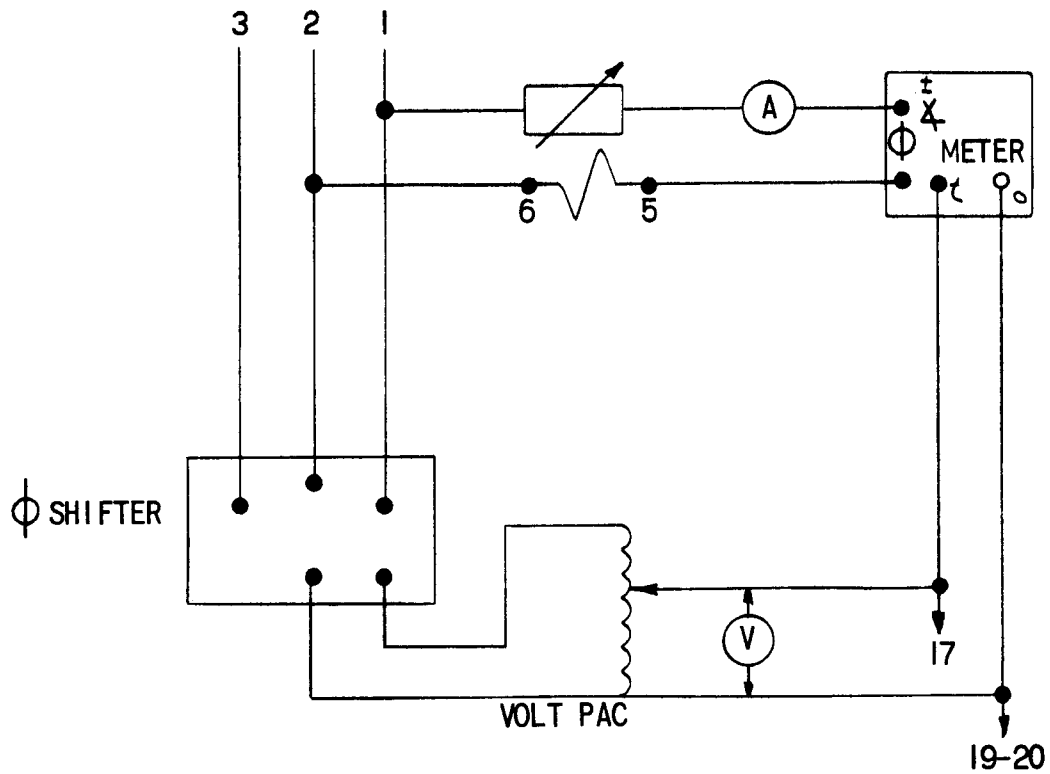 3 2 1
A
±
ϕ METER
6 5
ϕ SHIFTER
V
17
VOLT PAC
19-20